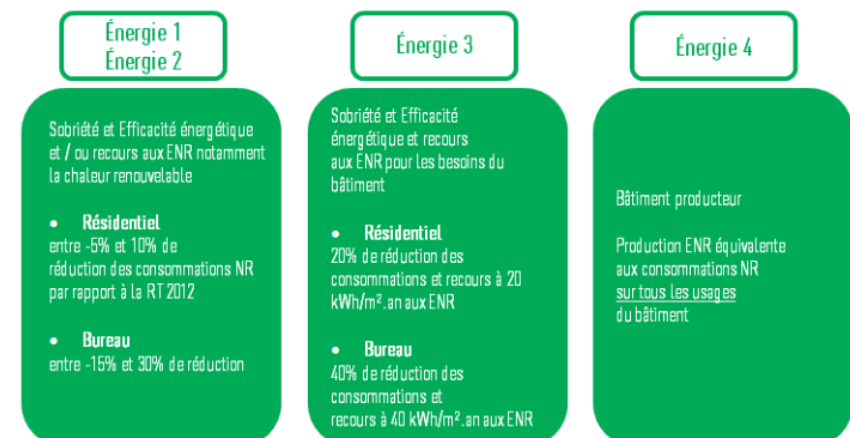 Énergie 1
Énergie 2
Sobriété et Efficacité énergétique
et / ou recours aux ENR notamment
la chaleur renouvelable
• Résidentiel
entre -5% et 10% de
réduction des consommations NR
par rapport à la RT2012
• Bureau
entre -15% et 30% de réduction
Énergie 3
Sobriété et Efficacité
énergétique et recours
aux ENR pour les besoins du
bâtiment
• Résidentiel
20% de réduction des
consommations et recours à 20
kWh/m².an aux ENR
• Bureau
40% de réduction des
consommations et
recours à 40 kWh/m².an aux ENR
Énergie 4
Bâtiment producteur
Production ENR équivalente
aux consommations NR
sur tous les usages
du bâtiment